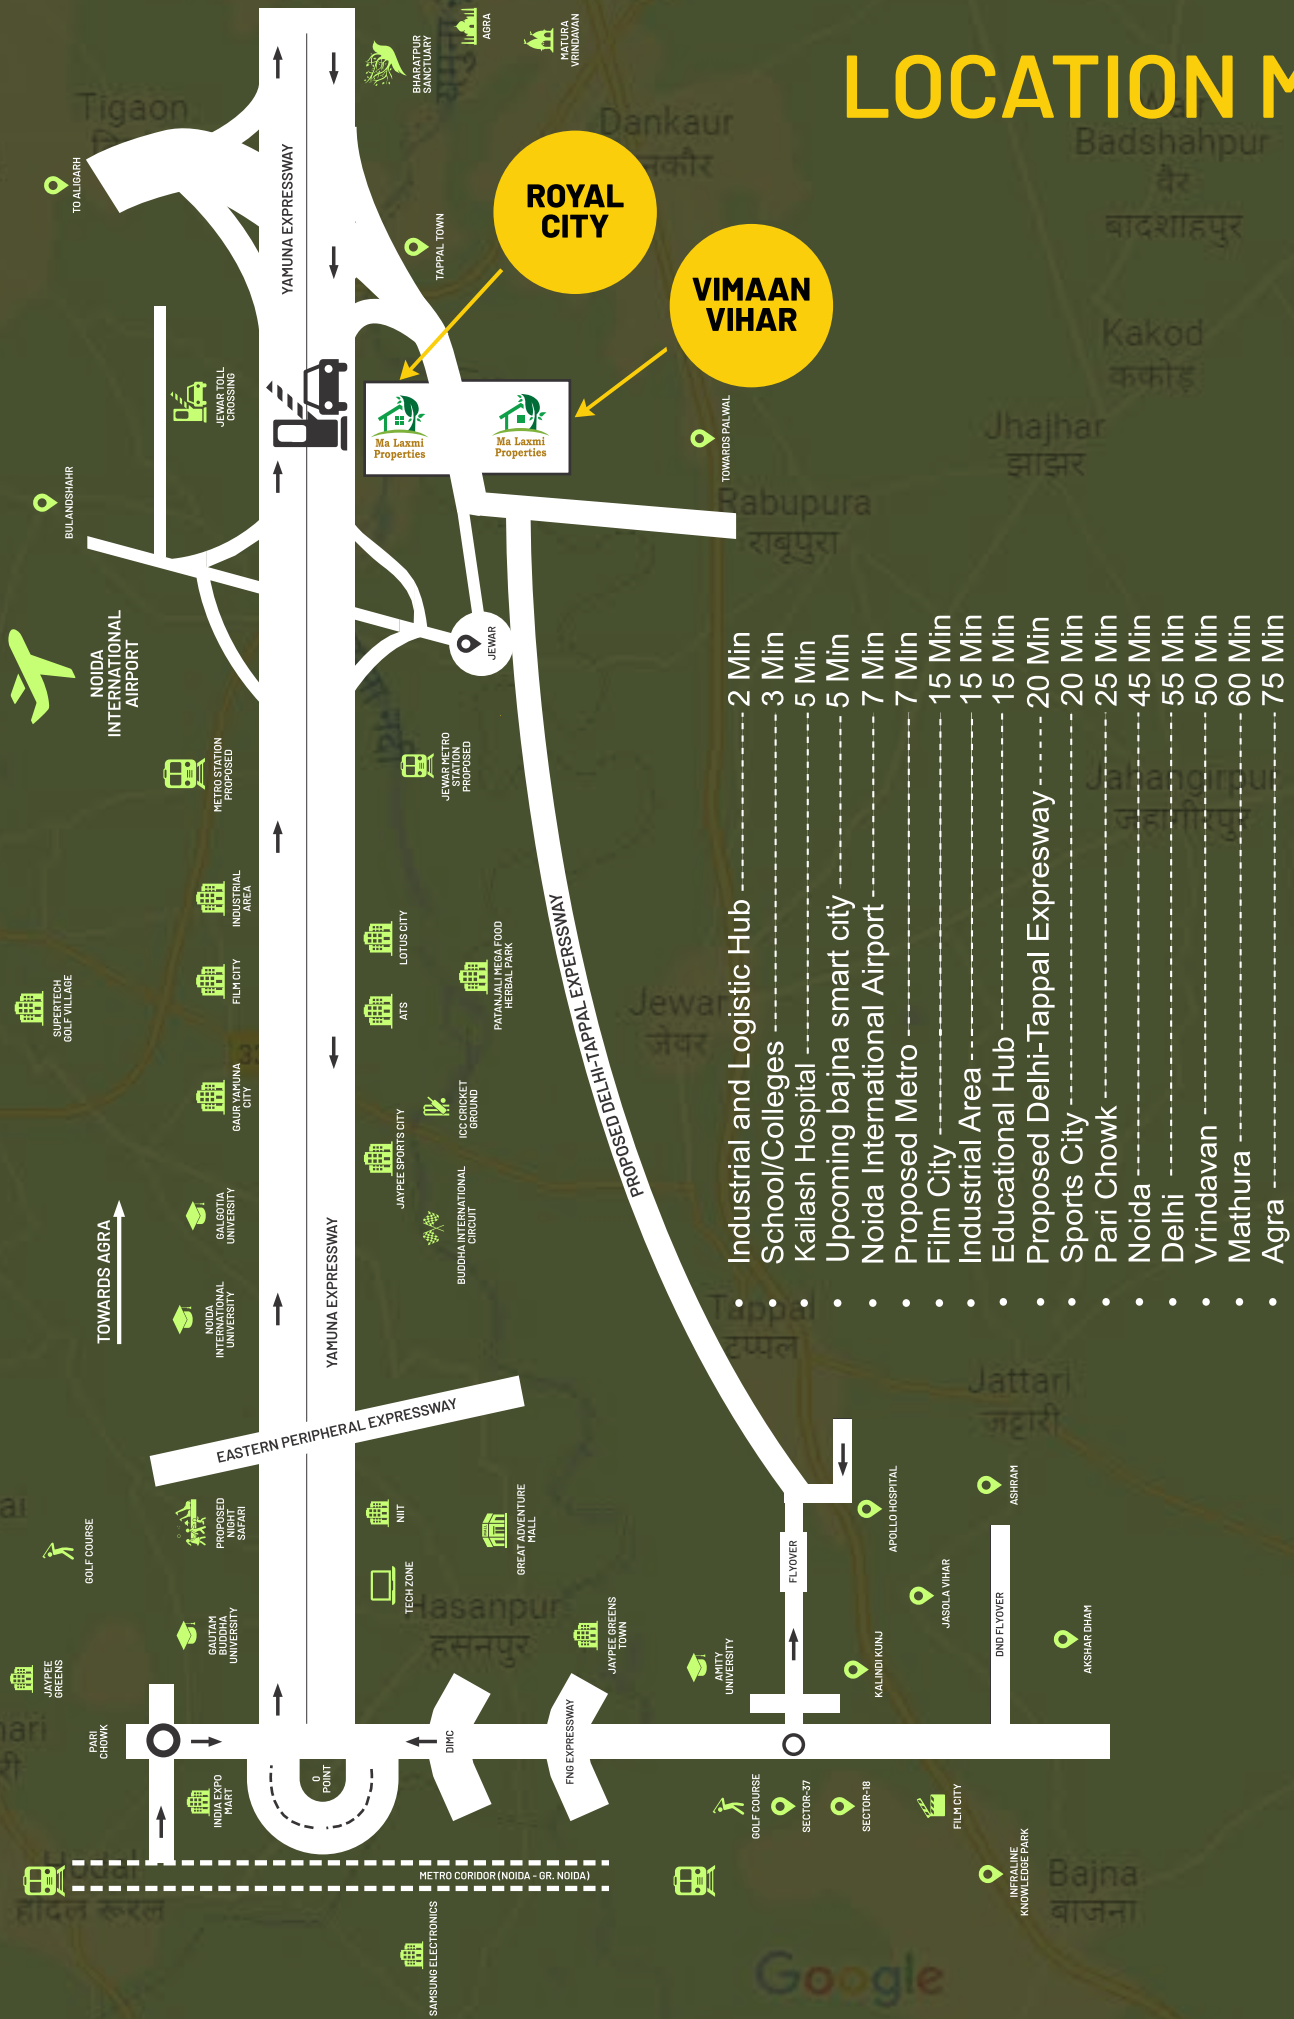 LOCATION M
ROYAL
CITY
VIMAAN
VIHAR
BHARATPUR
SANCTUARY
AGRA
MATURA
VRINDAVAN
TO ALIGARH
YAMUNA EXPRESSWAY
TAPPAL TOWN
JEWAR TOLL
CROSSING
BULANDSHAHR
Ma Laxmi
Properties
Ma Laxmi
Properties
TOWARDS PALWAL
NOIDA
INTERNATIONAL
AIRPORT
JEWAR
METRO STATION
PROPOSED
JEWAR METRO
STATION
PROPOSED
INDUSTRIAL
AREA
FILM CITY
SUPERTECH
GOLF VILLAGE
GAUR YAMUNA
CITY
LOTUS CITY
ATS
PATANJALI MEGA FOOD
HERBAL PARK
ICC CRICKET
GROUND
JAYPEE SPORTS CITY
BUDDHA INTERNATIONAL
CIRCUIT
PROPOSED DELHI-TAPPAL EXPERSSWAY
GALGOTIA
UNIVERSITY
TOWARDS AGRA
NOIDA
INTERNATIONAL
UNIVERSITY
YAMUNA EXPRESSWAY
EASTERN PERIPHERAL EXPRESSWAY
GOLF COURSE
PROPOSED
NIGHT
SAFARI
GAUTAM
BUDDHA
UNIVERSITY
JAYPEE
GREENS
PARI
CHOWK
NIIT
TECH ZONE
GREAT ADVENTURE
MALL
JAYPEE GREENS
TOWN
AMITY
UNIVERSITY
FLYOVER
APOLLO HOSPITAL
JASOLA VIHAR
KALINDI KUNJ
ASHRAM
DND FLYOVER
AKSHAR DHAM
INDIA EXPO
MART
0
POINT
DIMC
FNG EXPRESSWAY
METRO CORIDOR (NOIDA - GR. NOIDA)
SAMSUNG ELECTRONICS
GOLF COURSE
SECTOR-37
SECTOR-18
FILM CITY
INFRALINE
KNOWLEDGE PARK
Industrial and Logistic Hub 2 Min
School/Colleges 3 Min
Kailash Hospital 5 Min
Upcoming bajna smart city 5 Min
Noida International Airport 7 Min
Proposed Metro 7 Min
Film City 15 Min
Industrial Area 15 Min
Educational Hub 15 Min
Proposed Delhi-Tappal Expresway 20 Min
Sports City 20 Min
Pari Chowk 25 Min
Noida 45 Min
Delhi 55 Min
Vrindavan 50 Min
Mathura 60 Min
Agra 75 Min
Tigaon
Dankaur
Badshahpur
वैर
बादशाहपुर
Kakod
ककोड़
Jhajhar
झाझर
Rabupura
राबूपुरा
Jahangirpur
जहांगीरपुर
Jewar
जेवर
Tappal
टप्पल
Jattari
जट्टारी
Hasanpur
हसनपुर
Hodal
Bajna
बाजना
Google